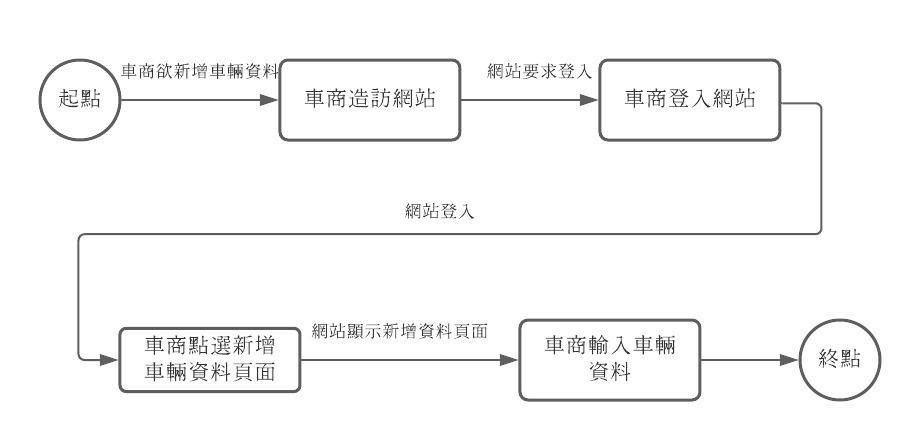 起點
車商欲新增車輛資料
車商造訪網站
網站要求登入
車商登入網站
網站登入
車商點選新增
車輛資料頁面
網站顯示新增資料頁面
車商輸入車輛
資料
終點